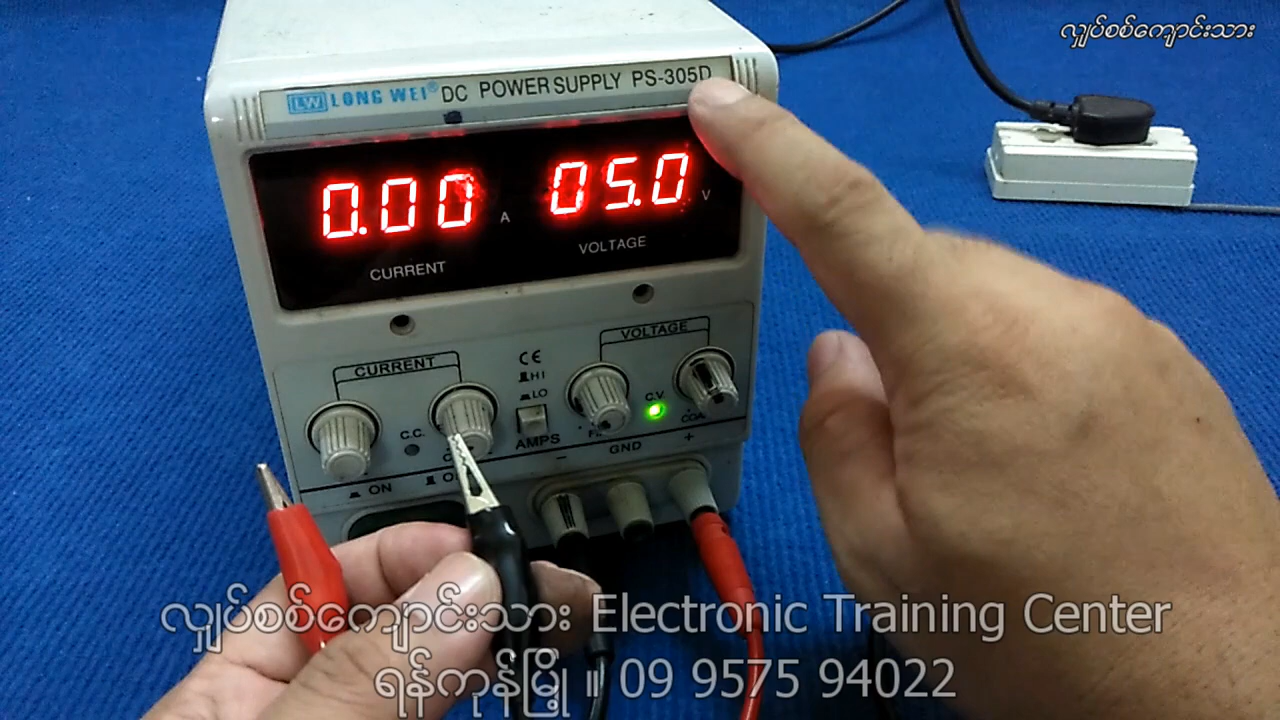 လျှပ်စစ်ကျောင်းသား
LW LONG WEI® DC POWER SUPPLY PS-305D
0.00 A 05.0 V
CURRENT VOLTAGE
CURRENT CE VOLTAGE
HI
LO
C.C. AMPS C.V
ON GND
− +
လျှပ်စစ်ကျောင်းသား Electronic Training Center
ရန်ကုန်မြို့ ။ 09 9575 94022